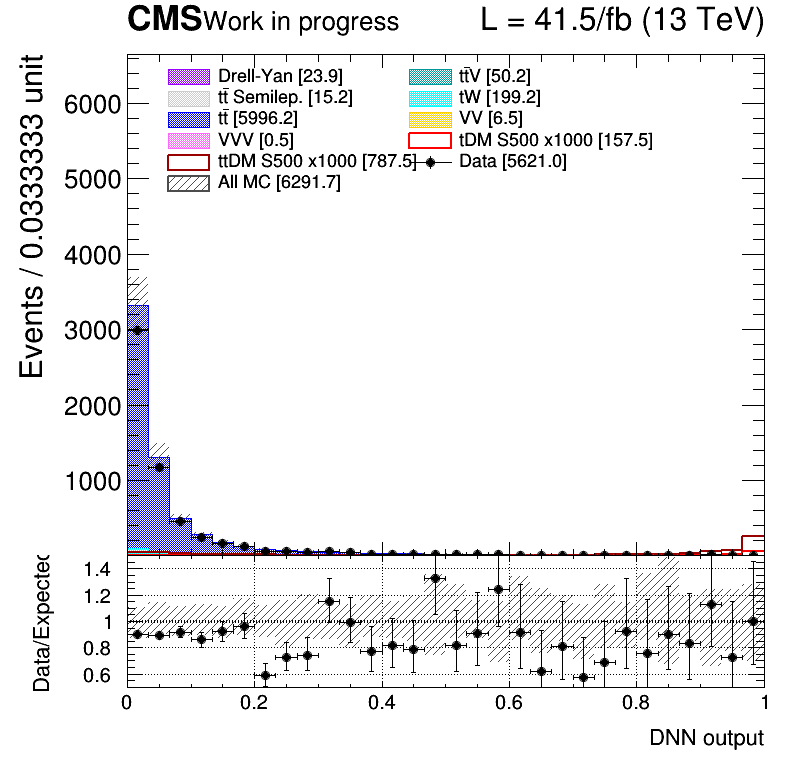 CMS Work in progress L = 41.5/fb (13 TeV)
Events / 0.0333333 unit
6000
5000
4000
3000
2000
1000
Drell-Yan [23.9]
tt̄ Semilep. [15.2]
tt̄ [5996.2]
VVV [0.5]
ttDM S500 x1000 [787.5]
All MC [6291.7]
tt̄V [50.2]
tW [199.2]
VV [6.5]
tDM S500 x1000 [157.5]
Data [5621.0]
Data/Expected
1.4
1.2
1
0.8
0.6
0 0.2 0.4 0.6 0.8 1
DNN output